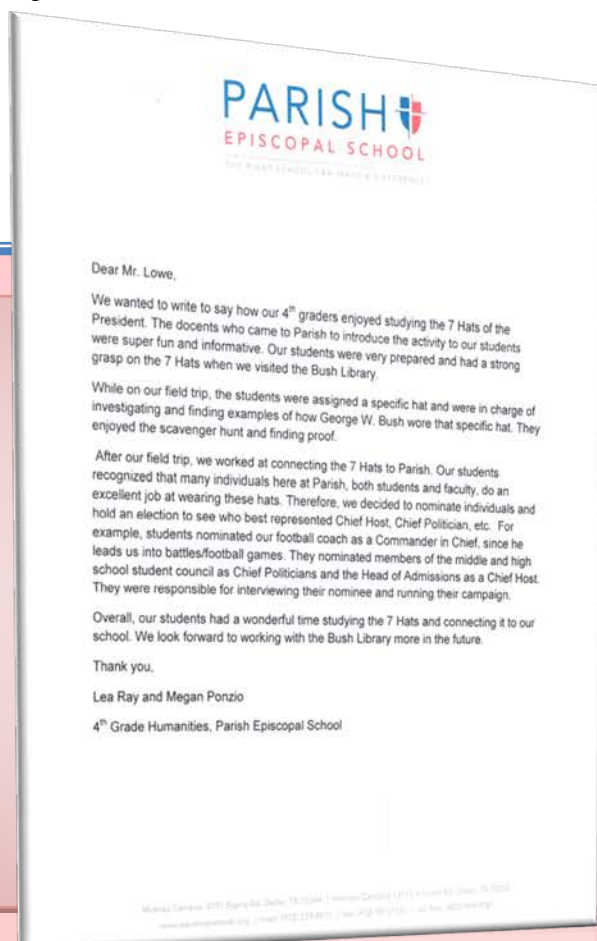 PARISH
EPISCOPAL SCHOOL
THE RIGHT SCHOOL CAN MAKE A DIFFERENCE
Dear Mr. Lowe,
We wanted to write to say how our 4th graders enjoyed studying the 7 Hats of the
President. The docents who came to Parish to introduce the activity to our students
were super fun and informative. Our students were very prepared and had a strong
grasp on the 7 Hats when we visited the Bush Library.
While on our field trip, the students were assigned a specific hat and were in charge of
investigating and finding examples of how George W. Bush wore that specific hat. They
enjoyed the scavenger hunt and finding proof.
After our field trip, we worked at connecting the 7 Hats to Parish. Our students
recognized that many individuals here at Parish, both students and faculty, do an
excellent job at wearing these hats. Therefore, we decided to nominate individuals and
hold an election to see who best represented Chief Host, Chief Politician, etc. For
example, students nominated our football coach as a Commander in Chief, since he
leads us into battles/football games. They nominated members of the middle and high
school student council as Chief Politicians and the Head of Admissions as a Chief Host.
They were responsible for interviewing their nominee and running their campaign.
Overall, our students had a wonderful time studying the 7 Hats and connecting it to our
school. We look forward to working with the Bush Library more in the future.
Thank you,
Lea Ray and Megan Ponzio
4th Grade Humanities, Parish Episcopal School